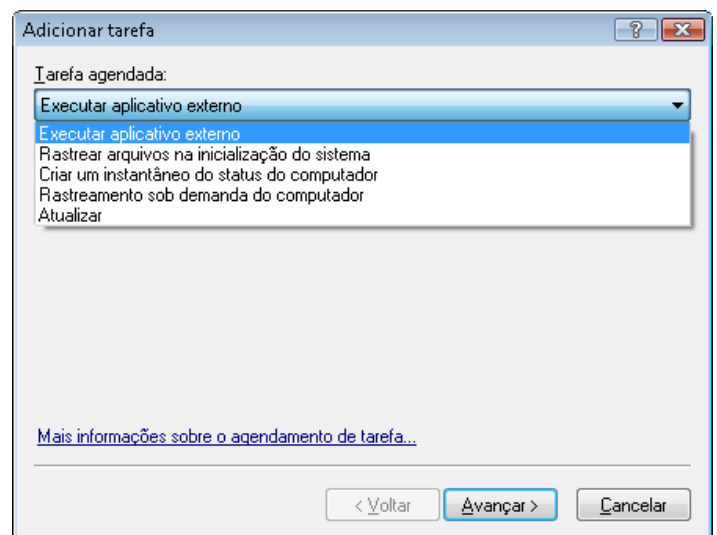 Adicionar tarefa
Tarefa agendada:
Executar aplicativo externo
Executar aplicativo externo
Rastrear arquivos na inicialização do sistema
Criar um instantâneo do status do computador
Rastreamento sob demanda do computador
Atualizar
Mais informações sobre o agendamento de tarefa...
< Voltar Avançar > Cancelar